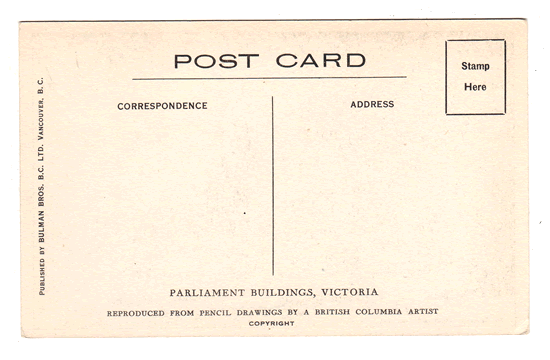 POST CARD
Stamp
Here
CORRESPONDENCE
ADDRESS
PUBLISHED BY BULMAN BROS. B.C. LTD. VANCOUVER, B.C.
PARLIAMENT BUILDINGS, VICTORIA
REPRODUCED FROM PENCIL DRAWINGS BY A BRITISH COLUMBIA ARTIST
COPYRIGHT